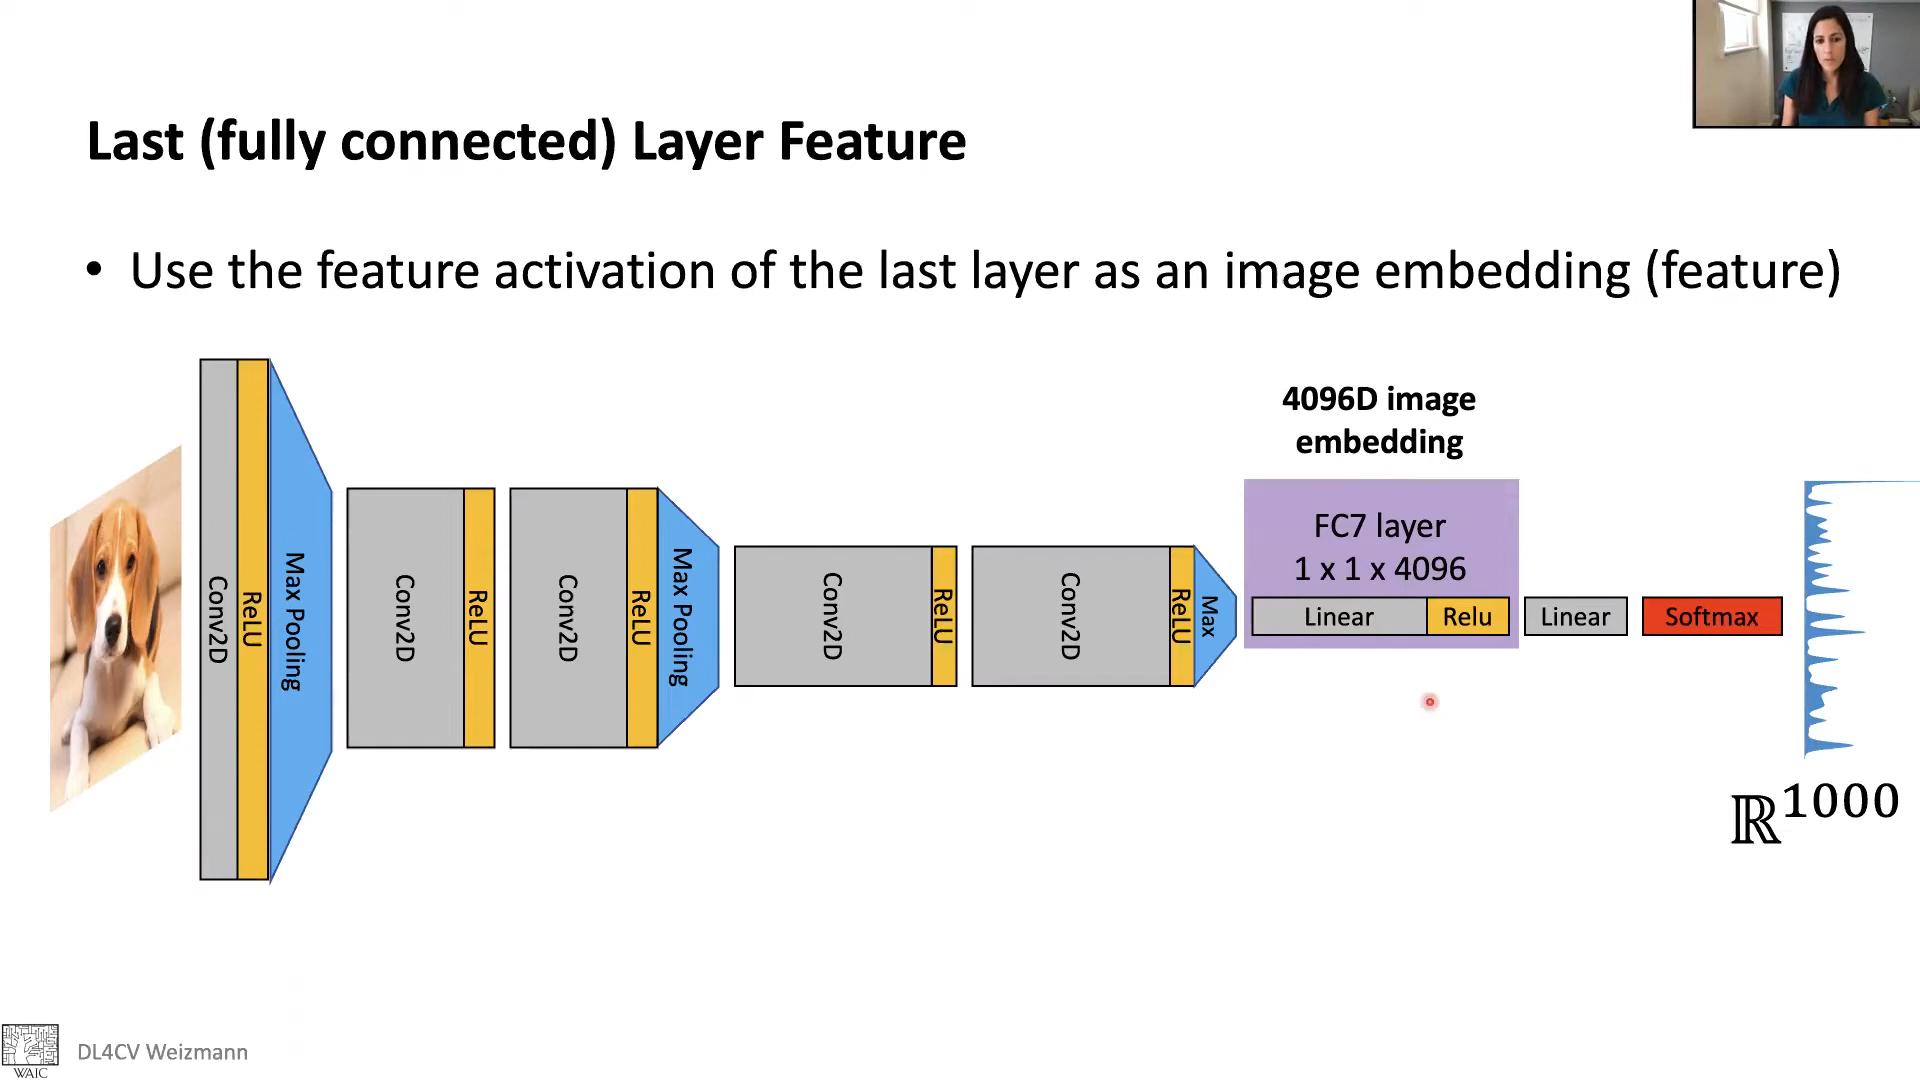 Last (fully connected) Layer Feature
• Use the feature activation of the last layer as an image embedding (feature)
4096D image
embedding
FC7 layer
1 x 1 x 4096
Conv2D
ReLU
Max Pooling
Conv2D
ReLU
Conv2D
ReLU
Max Pooling
Conv2D
ReLU
Conv2D
ReLU
Max
Linear
Relu
Linear
Softmax
ℝ^1000
WAIC
DL4CV Weizmann